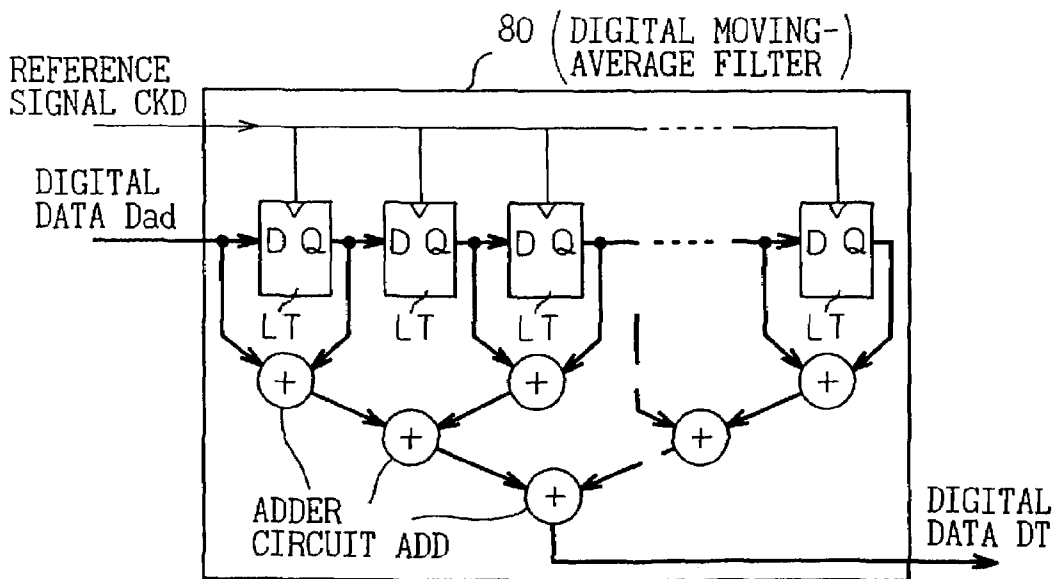 80 (DIGITAL MOVING-
AVERAGE FILTER)
REFERENCE
SIGNAL CKD
DIGITAL
DATA Dad
D Q D Q D Q D Q
LT LT LT LT
+ + +
+ +
+
ADDER
CIRCUIT ADD
DIGITAL
DATA DT